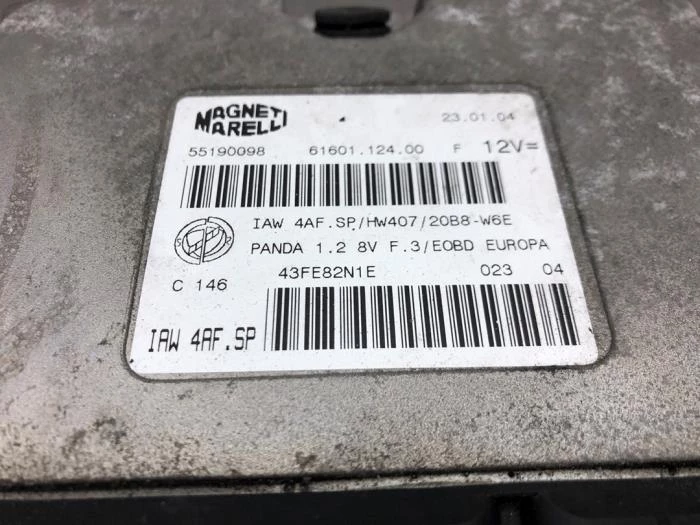 MAGNETI
MARELLI
23.01.04
55190098 61601.124.00 F 12V=
IAW 4AF.SP/HW407/20B8-W6E
PANDA 1.2 8V F.3/EOBD EUROPA
C 146 43FE82N1E 023 04
IAW 4AF.SP